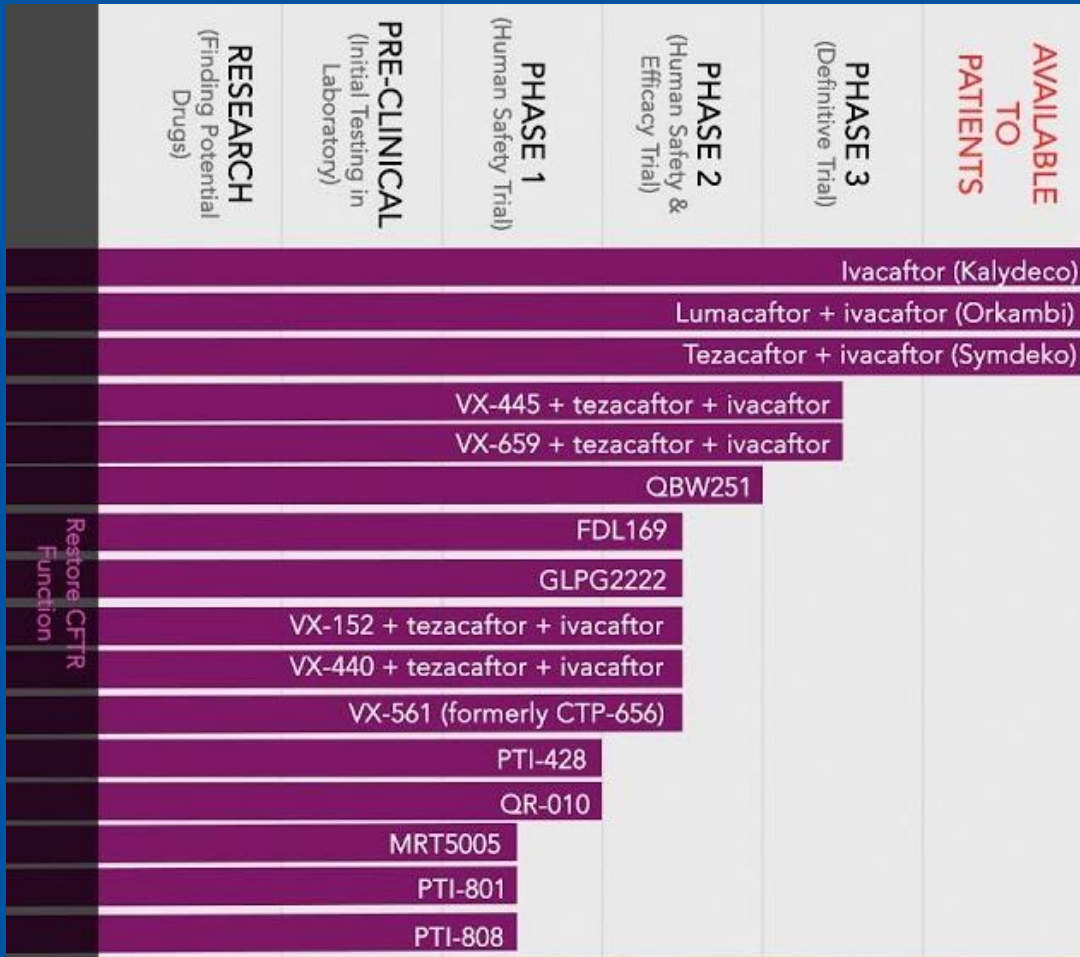 RESEARCH
(Finding Potential
Drugs)
PRE-CLINICAL
(Initial Testing in
Laboratory)
PHASE 1
(Human Safety Trial)
PHASE 2
(Human Safety &
Efficacy Trial)
PHASE 3
(Definitive Trial)
AVAILABLE
TO
PATIENTS
Restore CFTR
Function
Ivacaftor (Kalydeco)
Lumacaftor + ivacaftor (Orkambi)
Tezacaftor + ivacaftor (Symdeko)
VX-445 + tezacaftor + ivacaftor
VX-659 + tezacaftor + ivacaftor
QBW251
FDL169
GLPG2222
VX-152 + tezacaftor + ivacaftor
VX-440 + tezacaftor + ivacaftor
VX-561 (formerly CTP-656)
PTI-428
QR-010
MRT5005
PTI-801
PTI-808